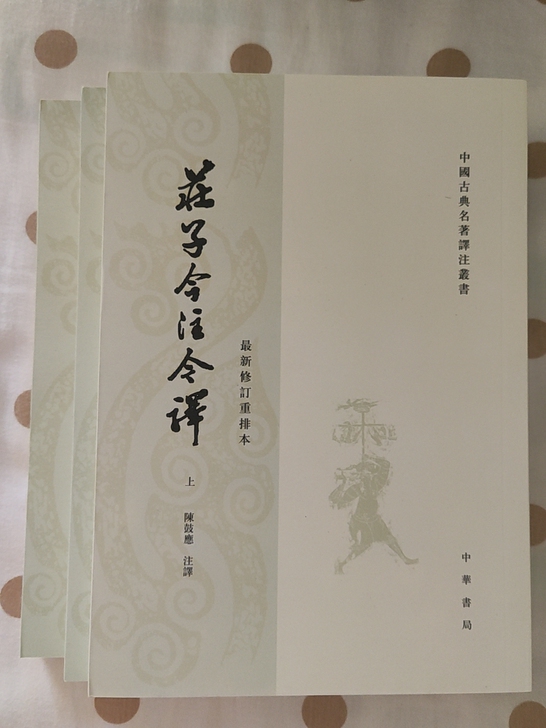 中國古典名著譯注叢書
莊子今注今譯
最新修訂重排本
上
陳鼓應 注譯
中華書局